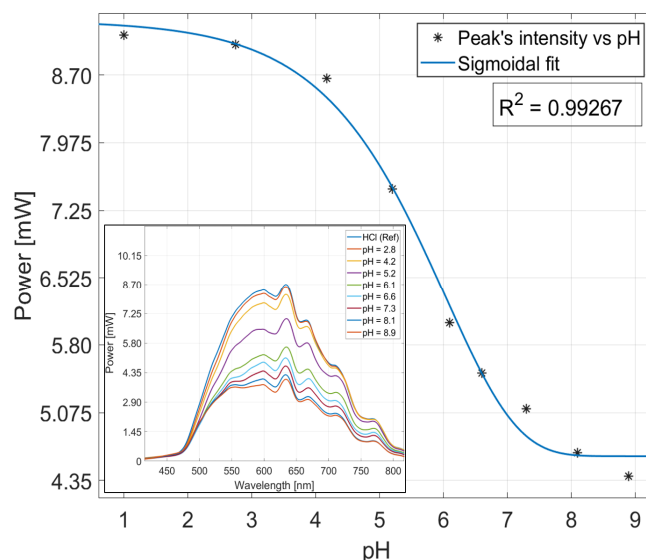 Peak's intensity vs pH
Sigmoidal fit
R² = 0.99267
Power [mW]
8.70
7.975
7.25
6.525
5.80
5.075
4.35
HCl (Ref)
pH = 2.8
pH = 4.2
pH = 5.2
pH = 6.1
pH = 6.6
pH = 7.3
pH = 8.1
pH = 8.9
Power [mW]
10.15
8.70
7.25
5.80
4.35
2.90
1.45
0
450 500 550 600 650 700 750 800
Wavelength [nm]
1 2 3 4 5 6 7 8 9
pH